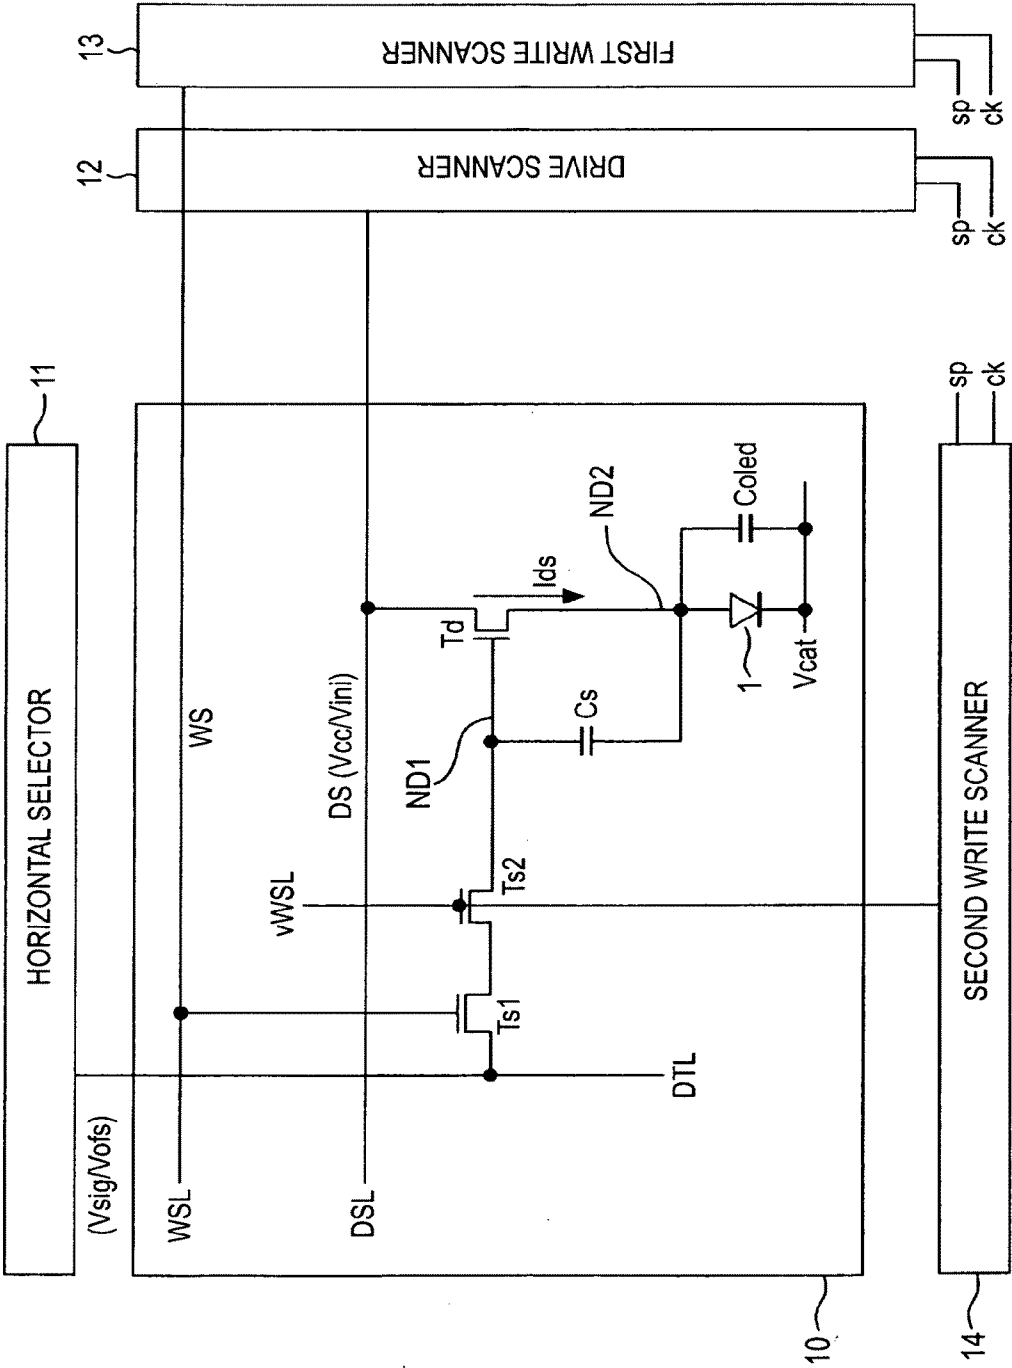 11
HORIZONTAL SELECTOR
(Vsig/Vofs)
WSL
WS
DSL
DS (Vcc/Vini)
vWSL
ND1
Td
Ids
ND2
Ts1
Ts2
Cs
Coled
1
Vcat
DTL
10
14
SECOND WRITE SCANNER
sp
ck
12
DRIVE SCANNER
sp
ck
13
FIRST WRITE SCANNER
sp
ck